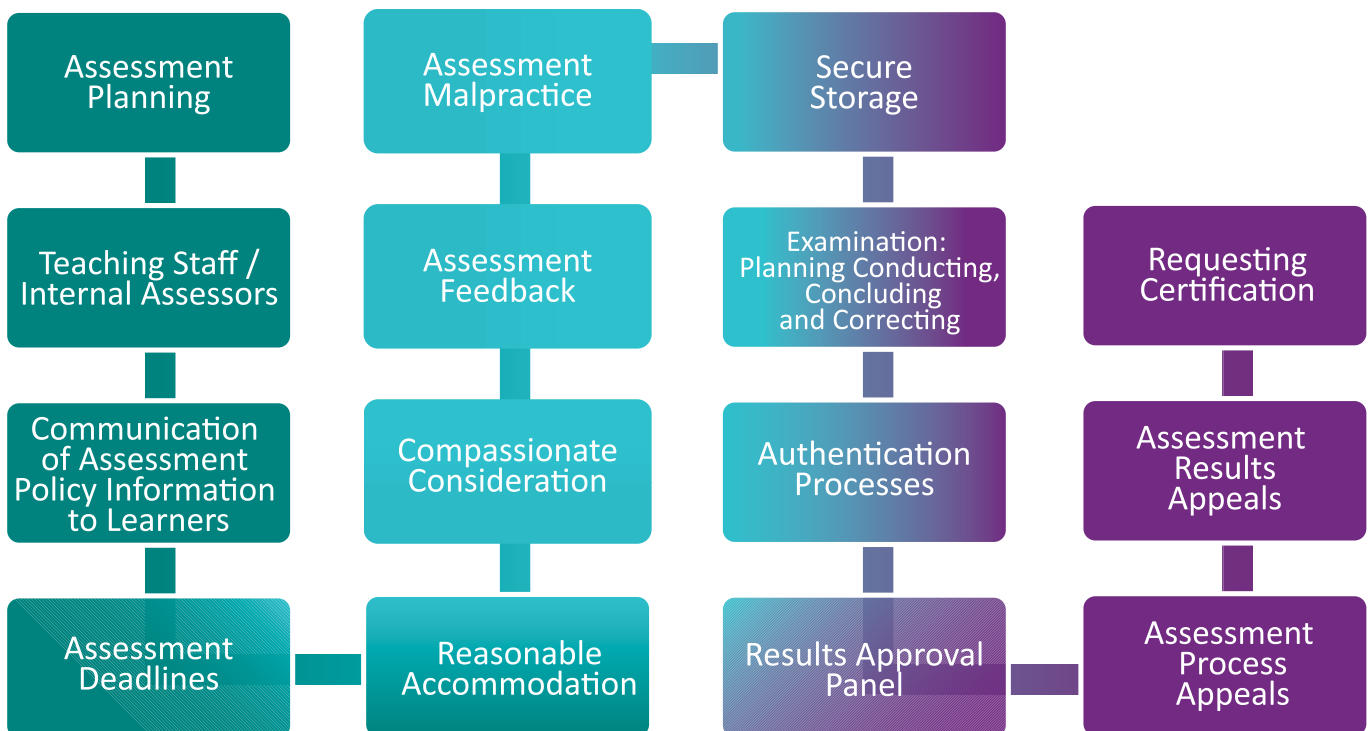 Assessment
Planning
Teaching Staff /
Internal Assessors
Communication
of Assessment
Policy Information
to Learners
Assessment
Deadlines
Reasonable
Accommodation
Compassionate
Consideration
Assessment
Feedback
Assessment
Malpractice
Secure
Storage
Examination:
Planning Conducting,
Concluding
and Correcting
Authentication
Processes
Results Approval
Panel
Assessment
Process
Appeals
Assessment
Results
Appeals
Requesting
Certification